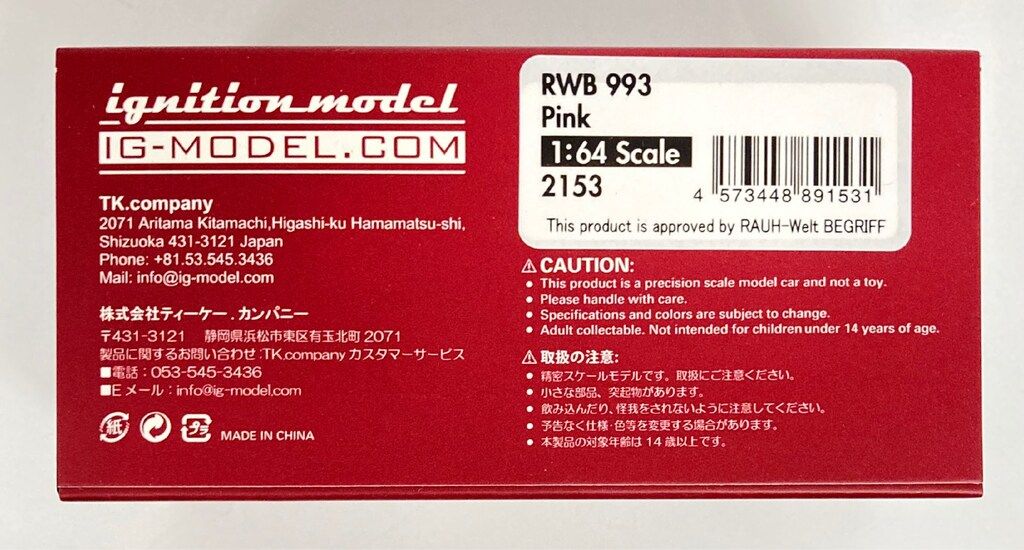 ignition model
IG-MODEL.COM
TK.company
2071 Aritama Kitamachi,Higashi-ku Hamamatsu-shi,
Shizuoka 431-3121 Japan
Phone: +81.53.545.3436
Mail: info@ig-model.com
株式会社ティーケー.カンパニー
〒431-3121 静岡県浜松市東区有玉北町 2071
製品に関するお問い合わせ:TK.company カスタマーサービス
■電話:053-545-3436
■E メール:info@ig-model.com
紙 プラ MADE IN CHINA
RWB 993
Pink
1:64 Scale
2153
4 573448 891531
This product is approved by RAUH-Welt BEGRIFF
⚠CAUTION:
● This product is a precision scale model car and not a toy.
● Please handle with care.
● Specifications and colors are subject to change.
● Adult collectable. Not intended for children under 14 years of age.
⚠取扱の注意:
● 精密スケールモデルです。取扱にご注意ください。
● 小さな部品、突起物があります。
● 飲み込んだり、怪我をされないように注意してください。
● 予告なく仕様・色等を変更する場合があります。
● 本製品の対象年齢は 14 歳以上です。